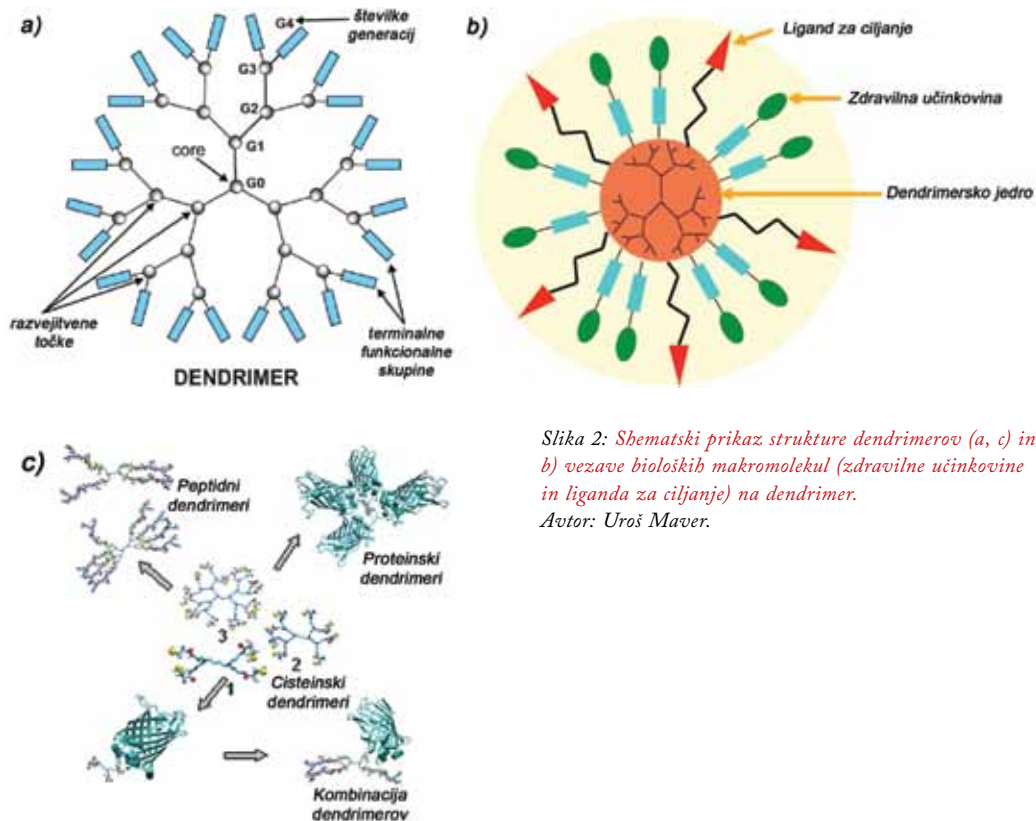 a)
G4
številke
generacij
G3
G2
G1
core
G0
razvejitvene
točke
terminalne
funkcionalne
skupine
DENDRIMER
b)
Ligand za ciljanje
Zdravilna učinkovina
Dendrimersko jedro
Slika 2: Shematski prikaz strukture dendrimerov (a, c) in
b) vezave bioloških makromolekul (zdravilne učinkovine
in liganda za ciljanje) na dendrimer.
Avtor: Uroš Maver.
c)
Peptidni
dendrimeri
Proteinski
dendrimeri
3
2
1
Cisteinski
dendrimeri
Kombinacija
dendrimerov